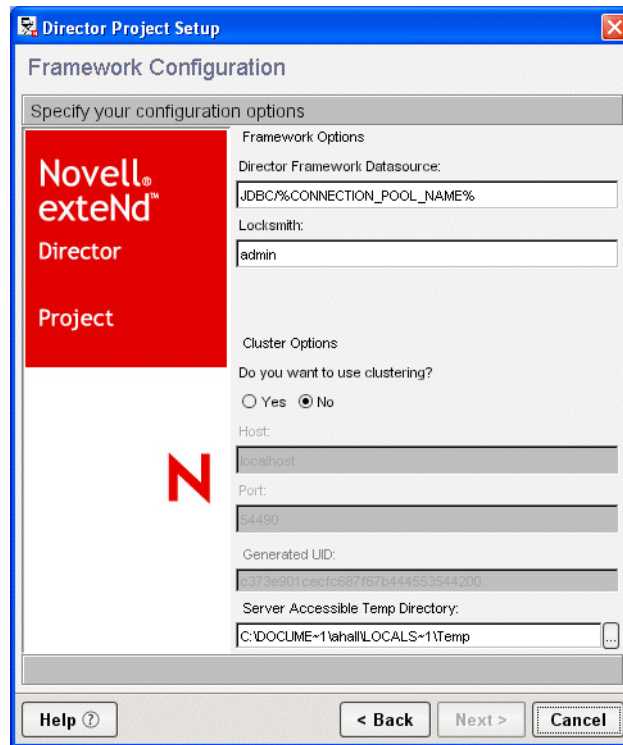 Director Project Setup
Framework Configuration
Specify your configuration options
Novell®
exteNd™
Director
Project
N
Framework Options
Director Framework Datasource:
JDBC/%CONNECTION_POOL_NAME%
Locksmith:
admin
Cluster Options
Do you want to use clustering?
Yes No
Host:
localhost
Port:
54490
Generated UID:
c373e901cecfc687f67b444553544200
Server Accessible Temp Directory:
C:\DOCUME~1\ahall\LOCALS~1\Temp
...
Help ?
< Back
Next >
Cancel